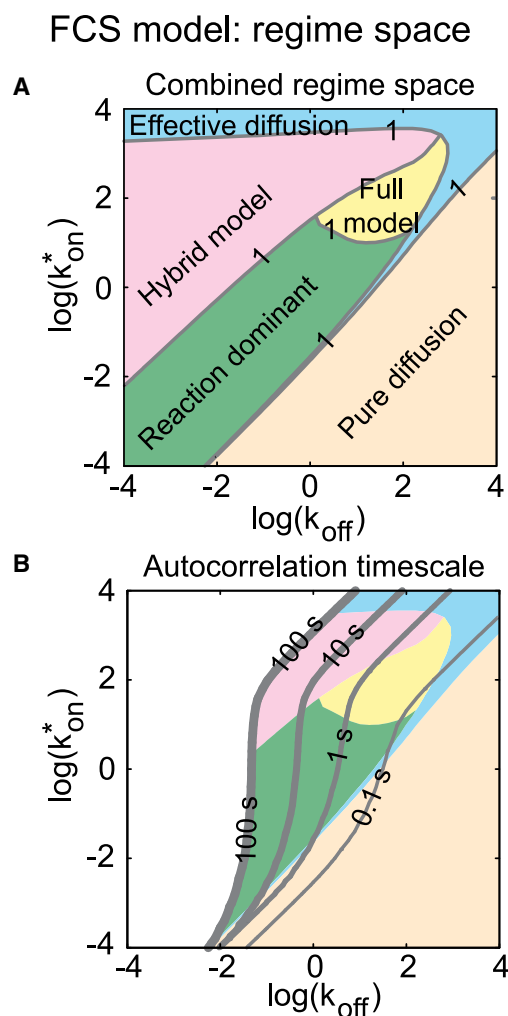 FCS model: regime space
A
Combined regime space
Effective diffusion
1
1
Full
model
1
Hybrid model
1
Reaction dominant
1
Pure diffusion
4
2
0
-2
-4
log(k*on)
-4
-2
0
2
4
log(koff)
B
Autocorrelation timescale
100 s
10 s
1 s
0.1 s
100 s
4
2
0
-2
-4
log(k*on)
-4
-2
0
2
4
log(koff)